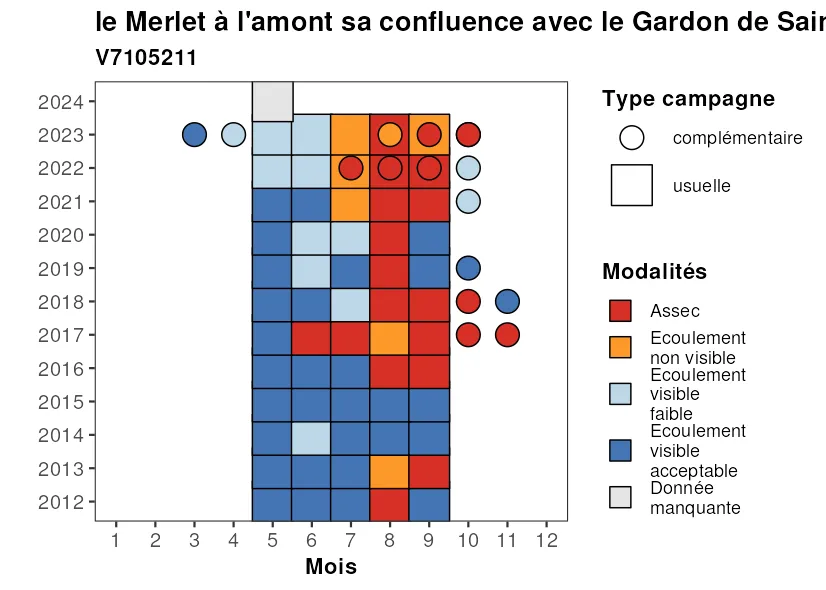 le Merlet à l'amont sa confluence avec le Gardon de Sain
V7105211
2024
2023
2022
2021
2020
2019
2018
2017
2016
2015
2014
2013
2012
1 2 3 4 5 6 7 8 9 10 11 12
Mois
Type campagne
complémentaire
usuelle
Modalités
Assec
Ecoulement
non visible
Ecoulement
visible
faible
Ecoulement
visible
acceptable
Donnée
manquante